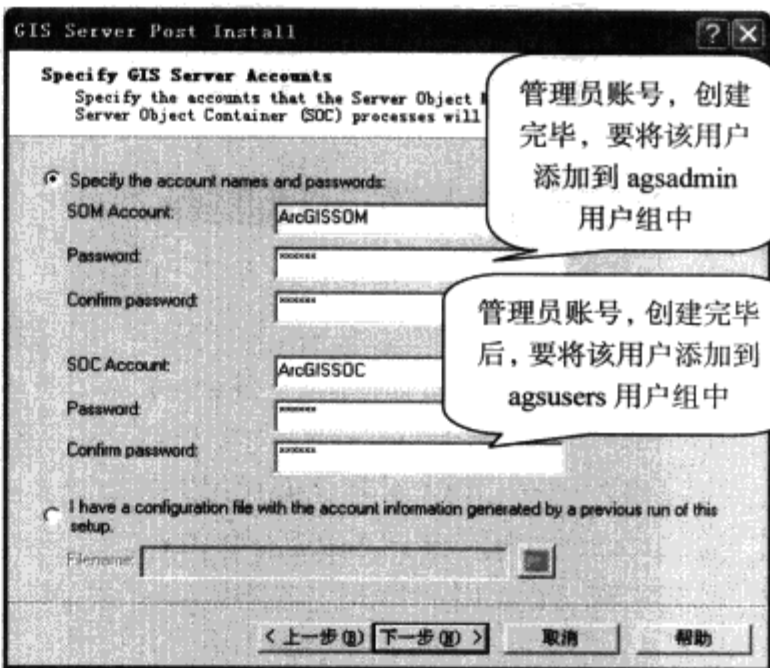 GIS Server Post Install
Specify GIS Server Accounts
Specify the accounts that the Server Object
Server Object Container (SOC) processes will
管理员账号，创建
完毕，要将该用户
添加到 agsadmin
用户组中
Specify the account names and passwords:
SOM Account:
ArcGISSOM
Password:
××××××
Confirm password:
××××××
管理员账号，创建完毕
后，要将该用户添加到
agsusers 用户组中
SOC Account:
ArcGISSOC
Password:
××××××
Confirm password:
××××××
I have a configuration file with the account information generated by a previous run of this
setup.
Filename:
< 上一步(B)
下一步(N) >
取消
帮助